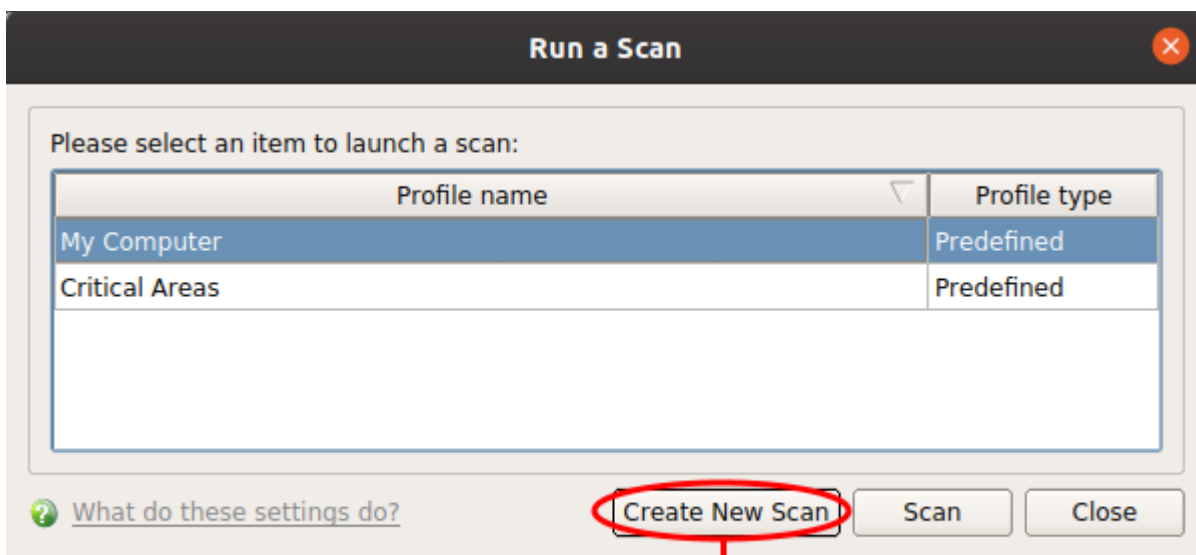 Run a Scan
Please select an item to launch a scan:
Profile name Profile type
My Computer Predefined
Critical Areas Predefined
What do these settings do? Create New Scan Scan Close